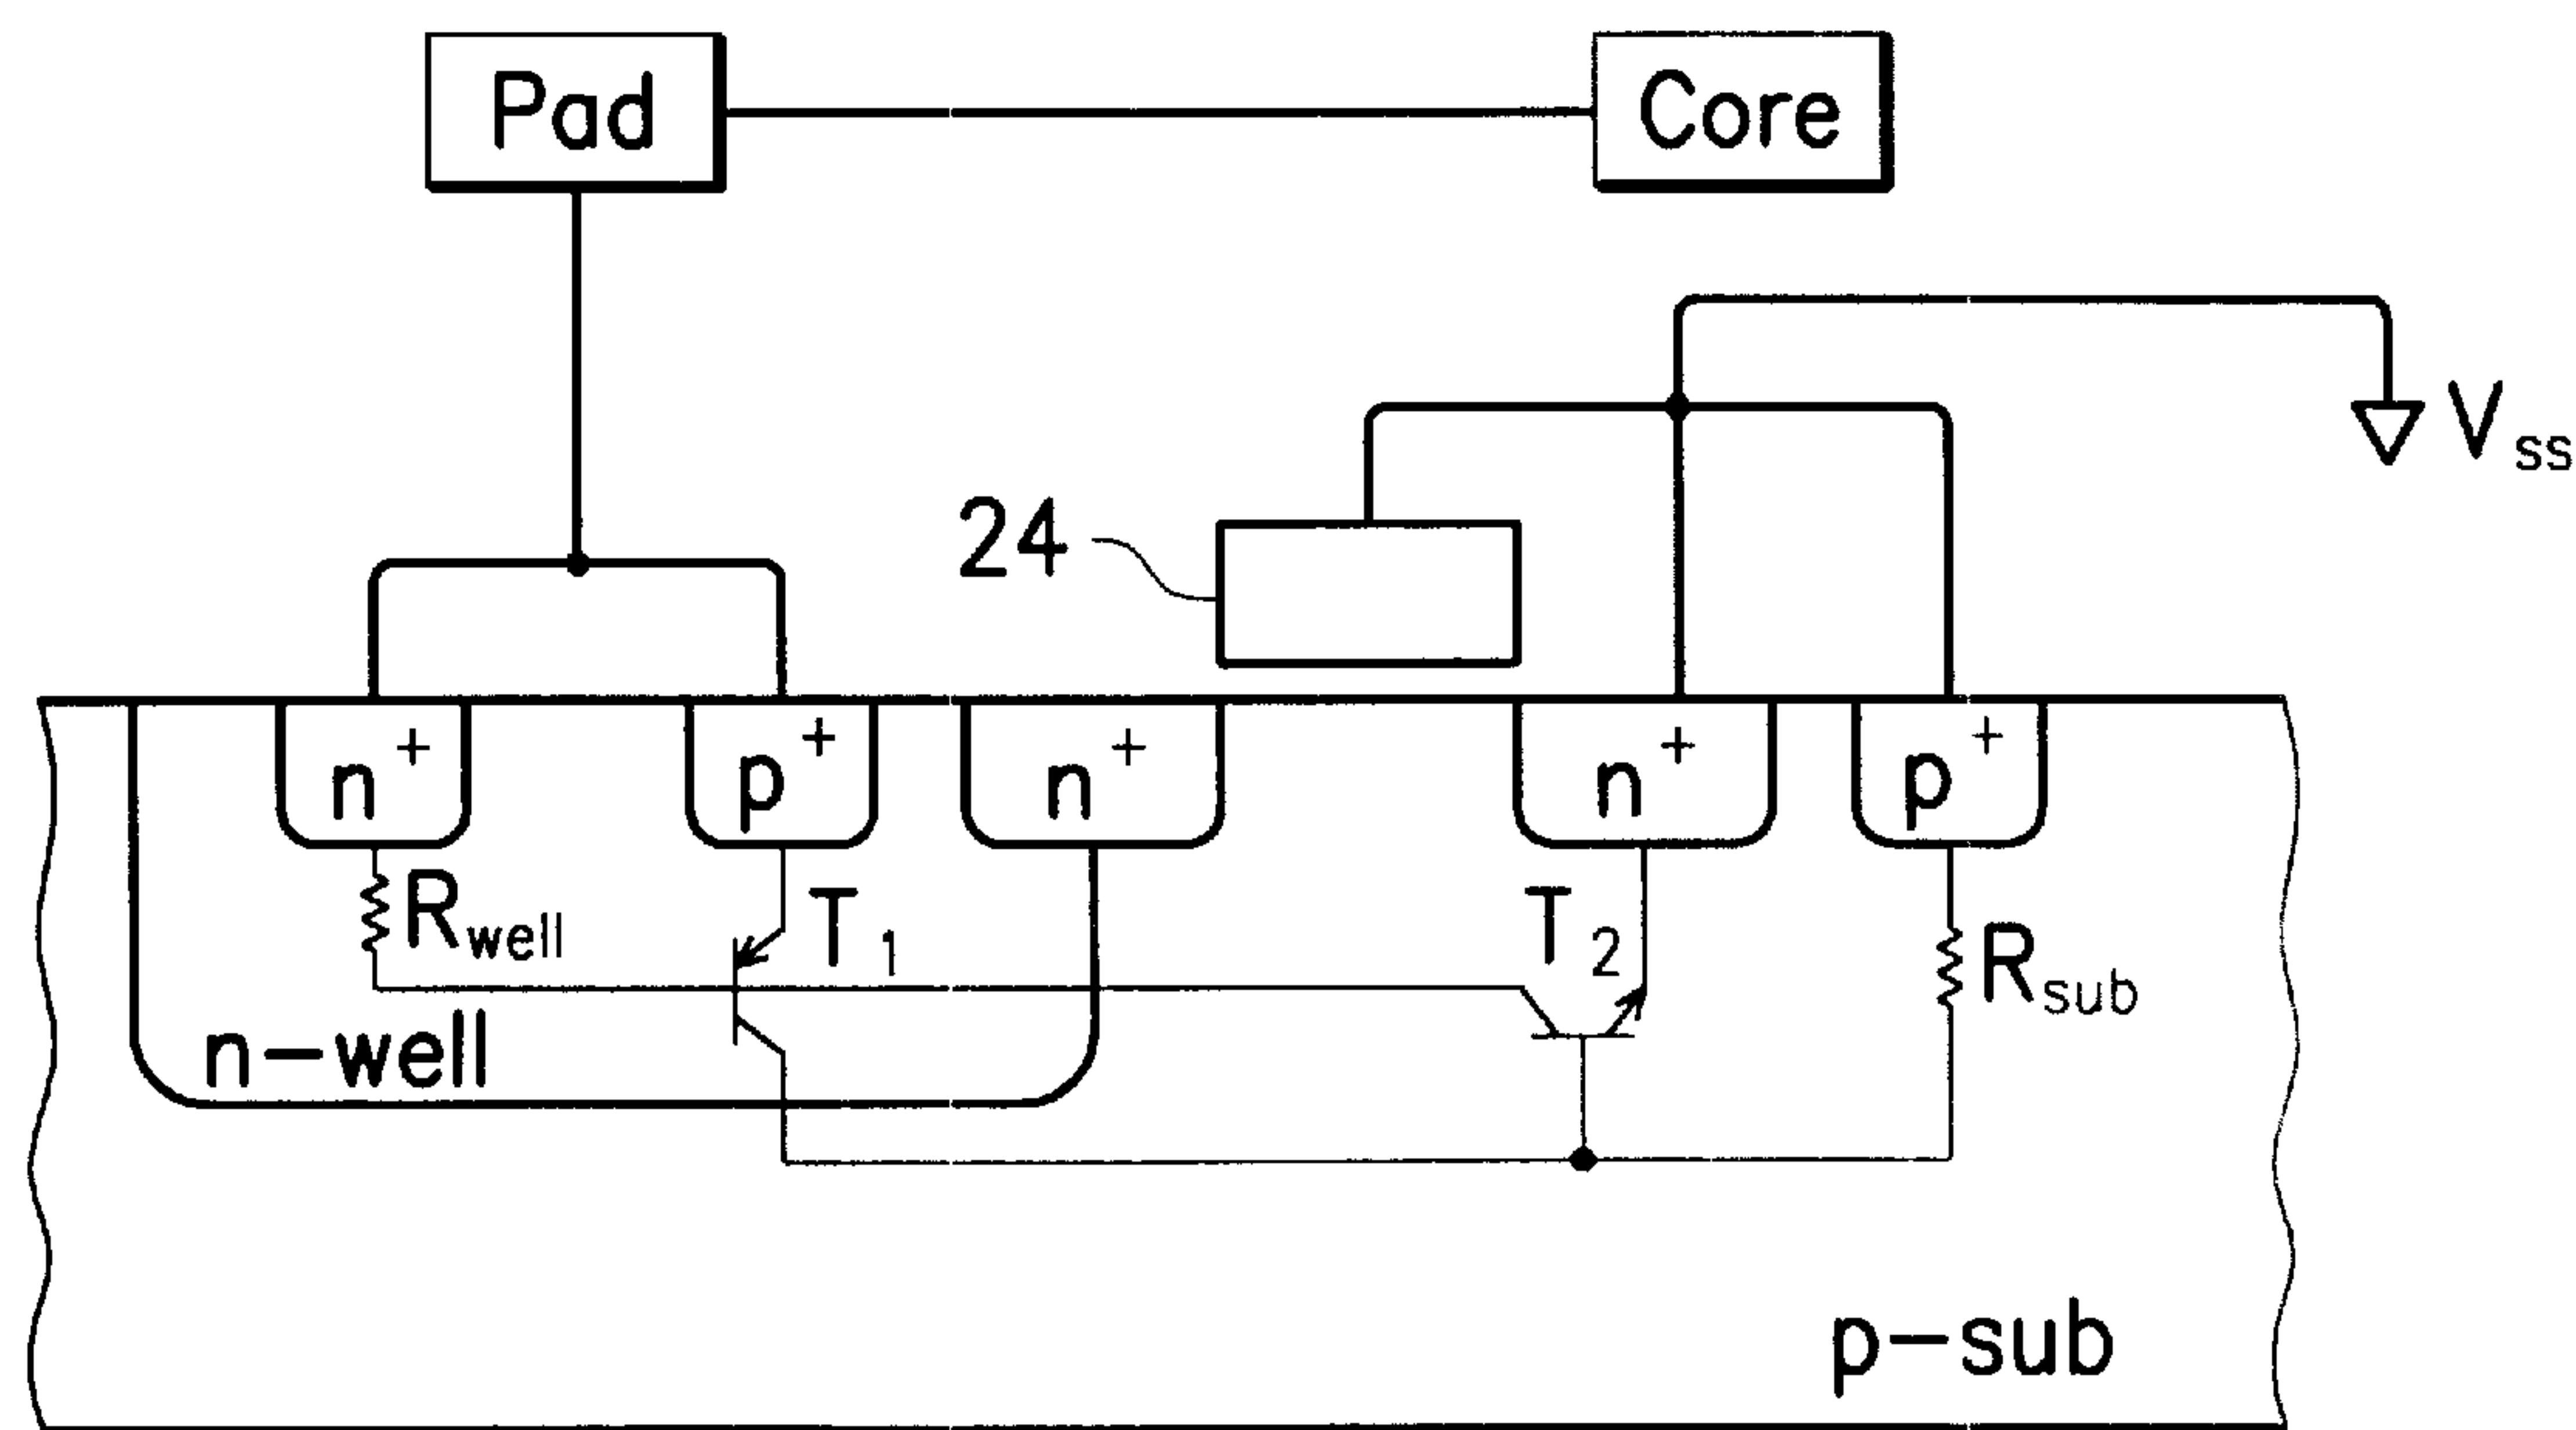 Pad
Core
Vss
24
n+
p+
n+
n+
p+
Rwell
T1
T2
Rsub
n-well
p-sub